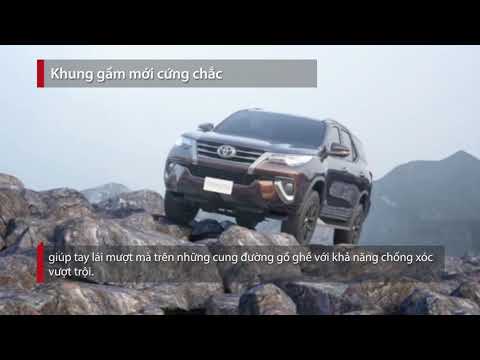 Khung gầm mới cứng chắc
giúp tay lái mượt mà trên những cung đường gồ ghề với khả năng chống xóc
vượt trội.